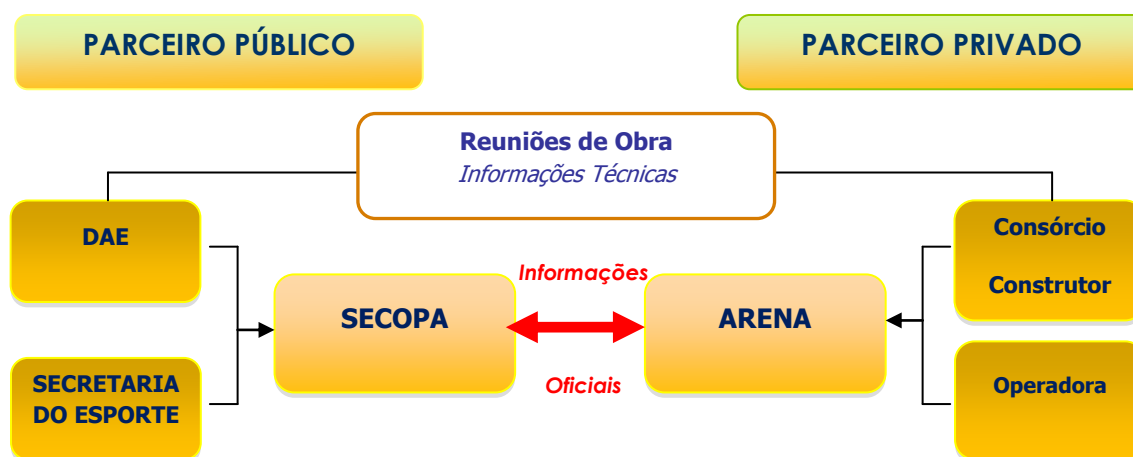 PARCEIRO PÚBLICO
PARCEIRO PRIVADO
Reuniões de Obra
Informações Técnicas
DAE
Consórcio
Construtor
Informações
SECOPA
ARENA
Oficiais
SECRETARIA
DO ESPORTE
Operadora